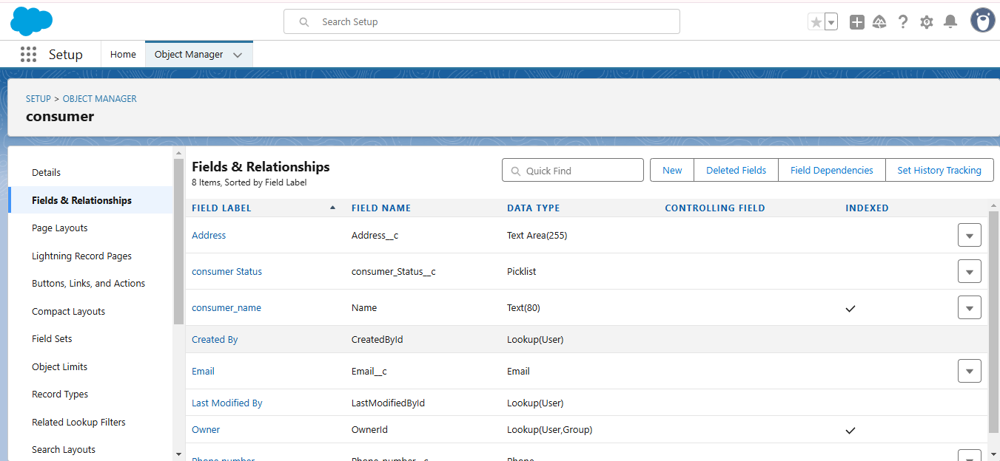 Search Setup
Setup
Home
Object Manager
SETUP > OBJECT MANAGER
consumer
Details
Fields & Relationships
Page Layouts
Lightning Record Pages
Buttons, Links, and Actions
Compact Layouts
Field Sets
Object Limits
Record Types
Related Lookup Filters
Search Layouts
Fields & Relationships
8 Items, Sorted by Field Label
Quick Find
New
Deleted Fields
Field Dependencies
Set History Tracking
FIELD LABEL FIELD NAME DATA TYPE CONTROLLING FIELD INDEXED
Address Address__c Text Area(255)
consumer Status consumer_Status__c Picklist
consumer_name Name Text(80)
Created By CreatedById Lookup(User)
Email Email__c Email
Last Modified By LastModifiedById Lookup(User)
Owner OwnerId Lookup(User,Group)
Phone number Phone_number__c Phone